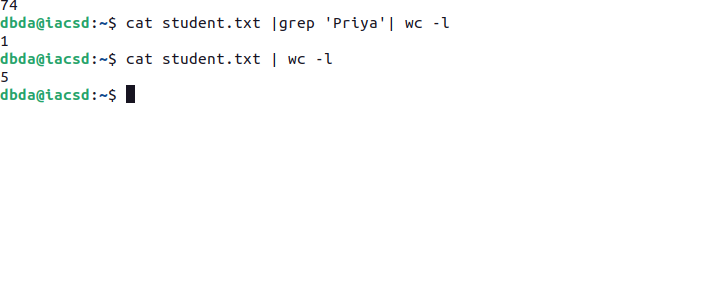 74
dbda@iacsd:~$ cat student.txt |grep 'Priya'| wc -l
1
dbda@iacsd:~$ cat student.txt | wc -l
5
dbda@iacsd:~$